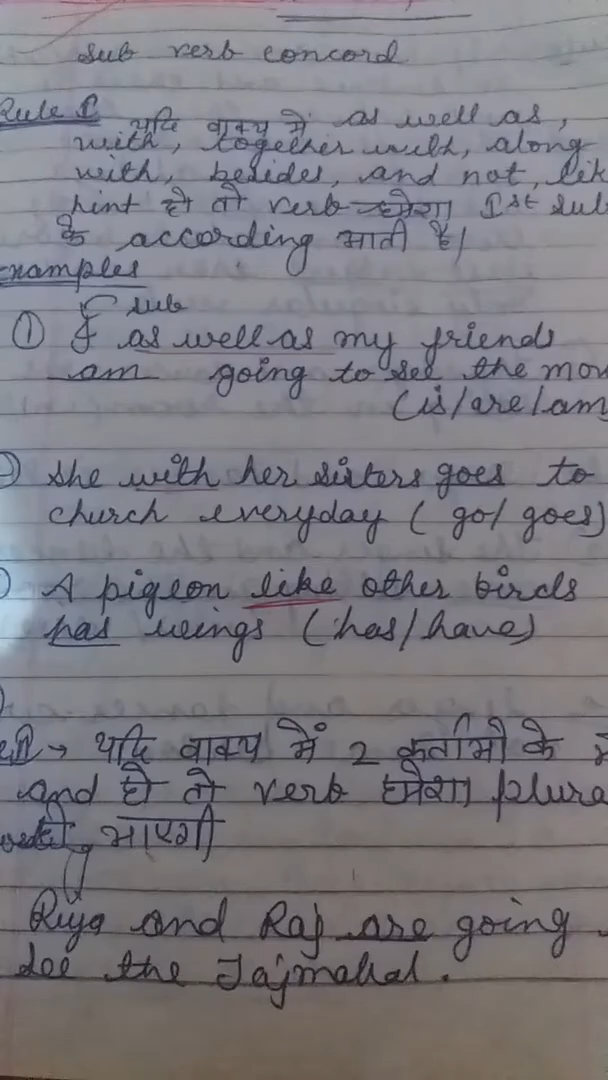 Sub verb concord
Rule I यदि वाक्य में as well as,
with, together with, along
with, besides, and not, lik
hint हो तो verb हमेशा Ist sub
के according आती है।
Examples
sub
① I as well as my friends
am going to see the mov
(is/are/am
she with her sisters goes to
church everyday (go/goes)
A pigeon like other birds
has wings (has/have)
यदि वाक्य में 2 कर्ताओ के
and हो तो verb हमेशा plura
आएगी
Riya and Raj are going
see the Tajmahal.